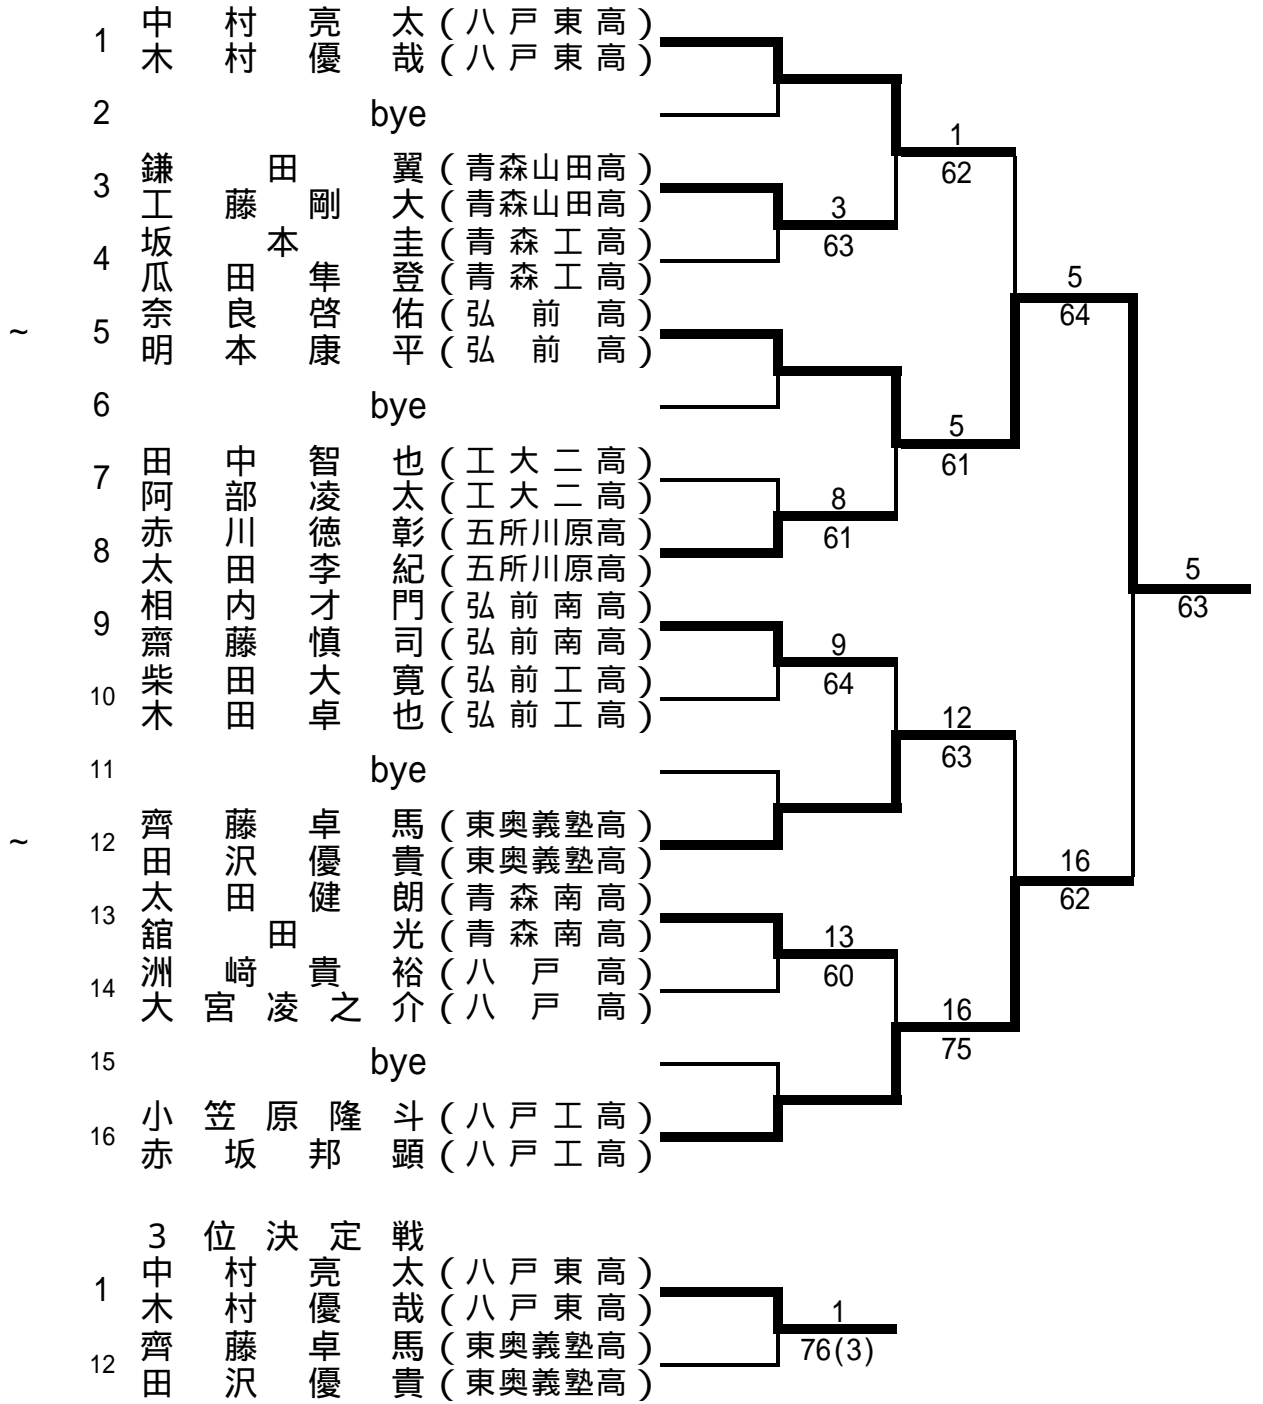 1 中村亮太(八戸東高)
木村優哉(八戸東高)
2 bye
1
62
3 鎌田翼(青森山田高)
工藤剛大(青森山田高)
3
63
4 坂本圭(青森工高)
瓜田隼登(青森工高)
5
64
~ 5 奈良啓佑(弘前高)
明本康平(弘前高)
6 bye
5
61
7 田中智也(工大二高)
阿部凌太(工大二高)
8
61
8 赤川徳彰(五所川原高)
太田李紀(五所川原高)
5
63
9 相内才門(弘前南高)
齋藤慎司(弘前南高)
9
64
10 柴田大寛(弘前工高)
木田卓也(弘前工高)
12
63
11 bye
~ 12 齊藤卓馬(東奥義塾高)
田沢優貴(東奥義塾高)
16
62
13 太田健朗(青森南高)
舘田光(青森南高)
13
60
14 洲﨑貴裕(八戸高)
大宮凌之介(八戸高)
16
75
15 bye
16 小笠原隆斗(八戸工高)
赤坂邦顕(八戸工高)
3位決定戦
1 中村亮太(八戸東高)
木村優哉(八戸東高)
1
76(3)
12 齊藤卓馬(東奥義塾高)
田沢優貴(東奥義塾高)